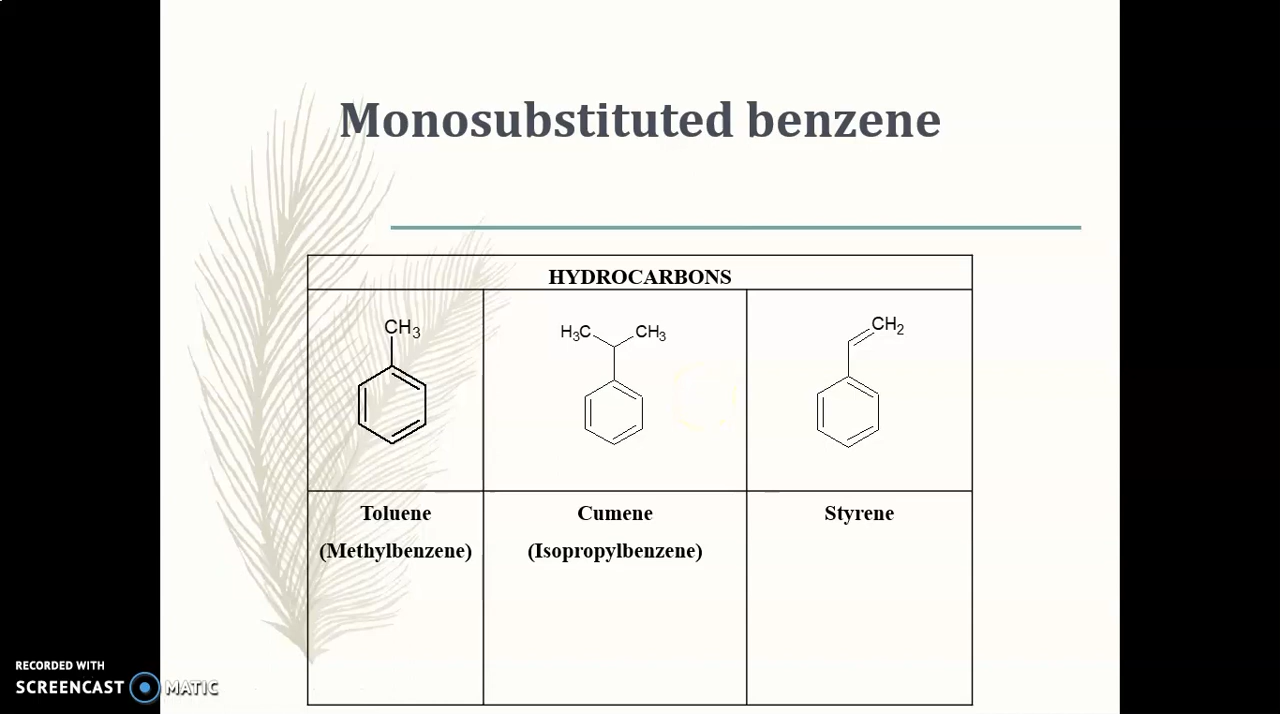 Monosubstituted benzene
HYDROCARBONS
CH3
H3C CH3
CH2
Toluene
(Methylbenzene)
Cumene
(Isopropylbenzene)
Styrene
RECORDED WITH
SCREENCAST MATIC